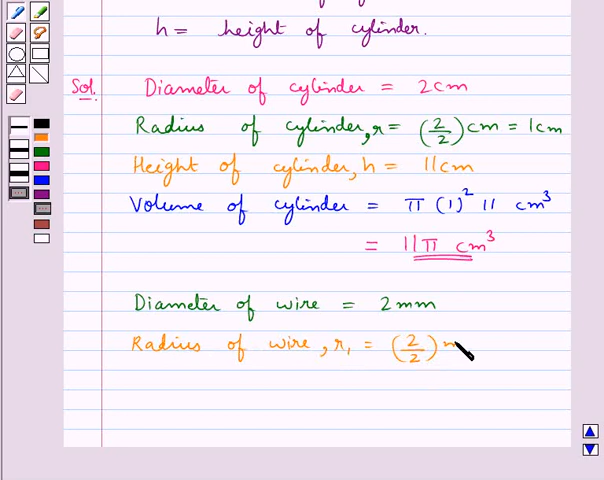 h = height of cylinder.
Sol. Diameter of cylinder = 2cm
Radius of cylinder, r = (2/2) cm = 1cm
Height of cylinder, h = 11cm
Volume of cylinder = π (1)² 11 cm³
= 11π cm³
Diameter of wire = 2mm
Radius of wire, r₁ = (2/2) m